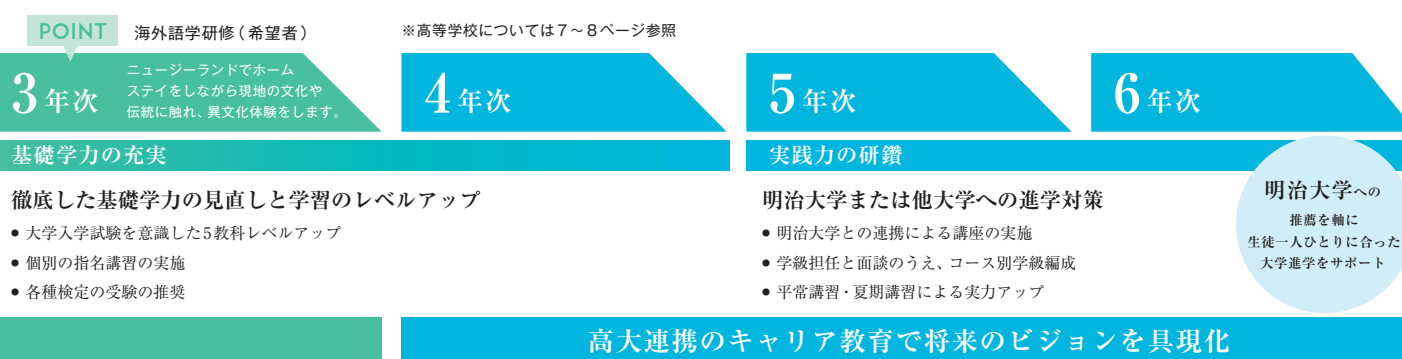 POINT
海外語学研修(希望者)
※高等学校については7～8ページ参照
3年次
ニュージーランドでホーム
ステイをしながら現地の文化や
伝統に触れ、異文化体験をします。
4年次
5年次
6年次
基礎学力の充実
実践力の研鑽
徹底した基礎学力の見直しと学習のレベルアップ
● 大学入学試験を意識した5教科レベルアップ
● 個別の指名講習の実施
● 各種検定の受験の推奨
明治大学または他大学への進学対策
● 明治大学との連携による講座の実施
● 学級担任と面談のうえ、コース別学級編成
● 平常講習・夏期講習による実力アップ
明治大学への
推薦を軸に
生徒一人ひとりに合った
大学進学をサポート
高大連携のキャリア教育で将来のビジョンを具現化